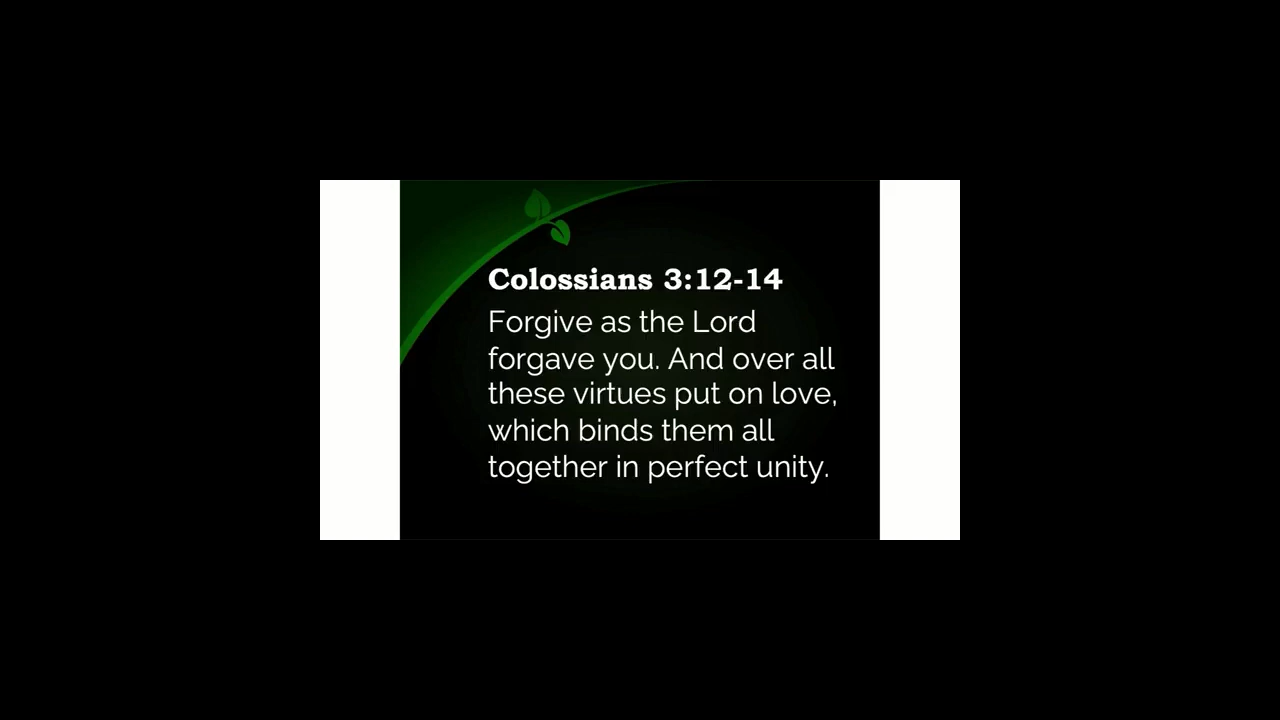 Colossians 3:12-14
Forgive as the Lord
forgave you. And over all
these virtues put on love,
which binds them all
together in perfect unity.